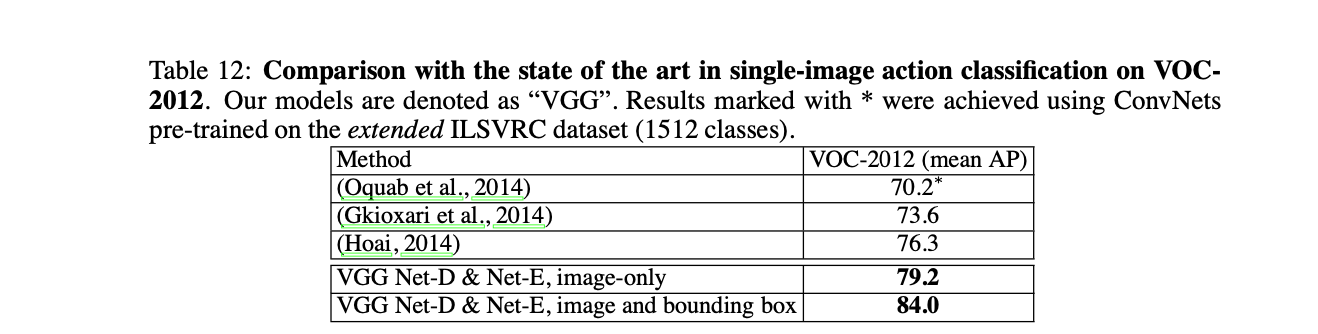 Table 12: Comparison with the state of the art in single-image action classification on VOC-
2012. Our models are denoted as “VGG”. Results marked with * were achieved using ConvNets
pre-trained on the extended ILSVRC dataset (1512 classes).
Method VOC-2012 (mean AP)
(Oquab et al., 2014) 70.2*
(Gkioxari et al., 2014) 73.6
(Hoai, 2014) 76.3
VGG Net-D & Net-E, image-only 79.2
VGG Net-D & Net-E, image and bounding box 84.0